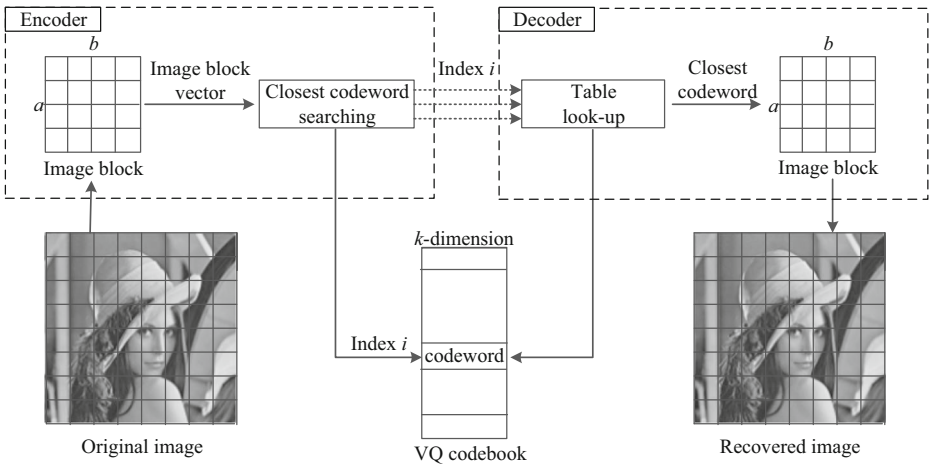 Encoder
b
a
Image block
Image block
vector
Closest codeword
searching
Index i
Decoder
Table
look-up
Closest
codeword
b
a
Image block
k-dimension
Index i
codeword
VQ codebook
Original image
Recovered image